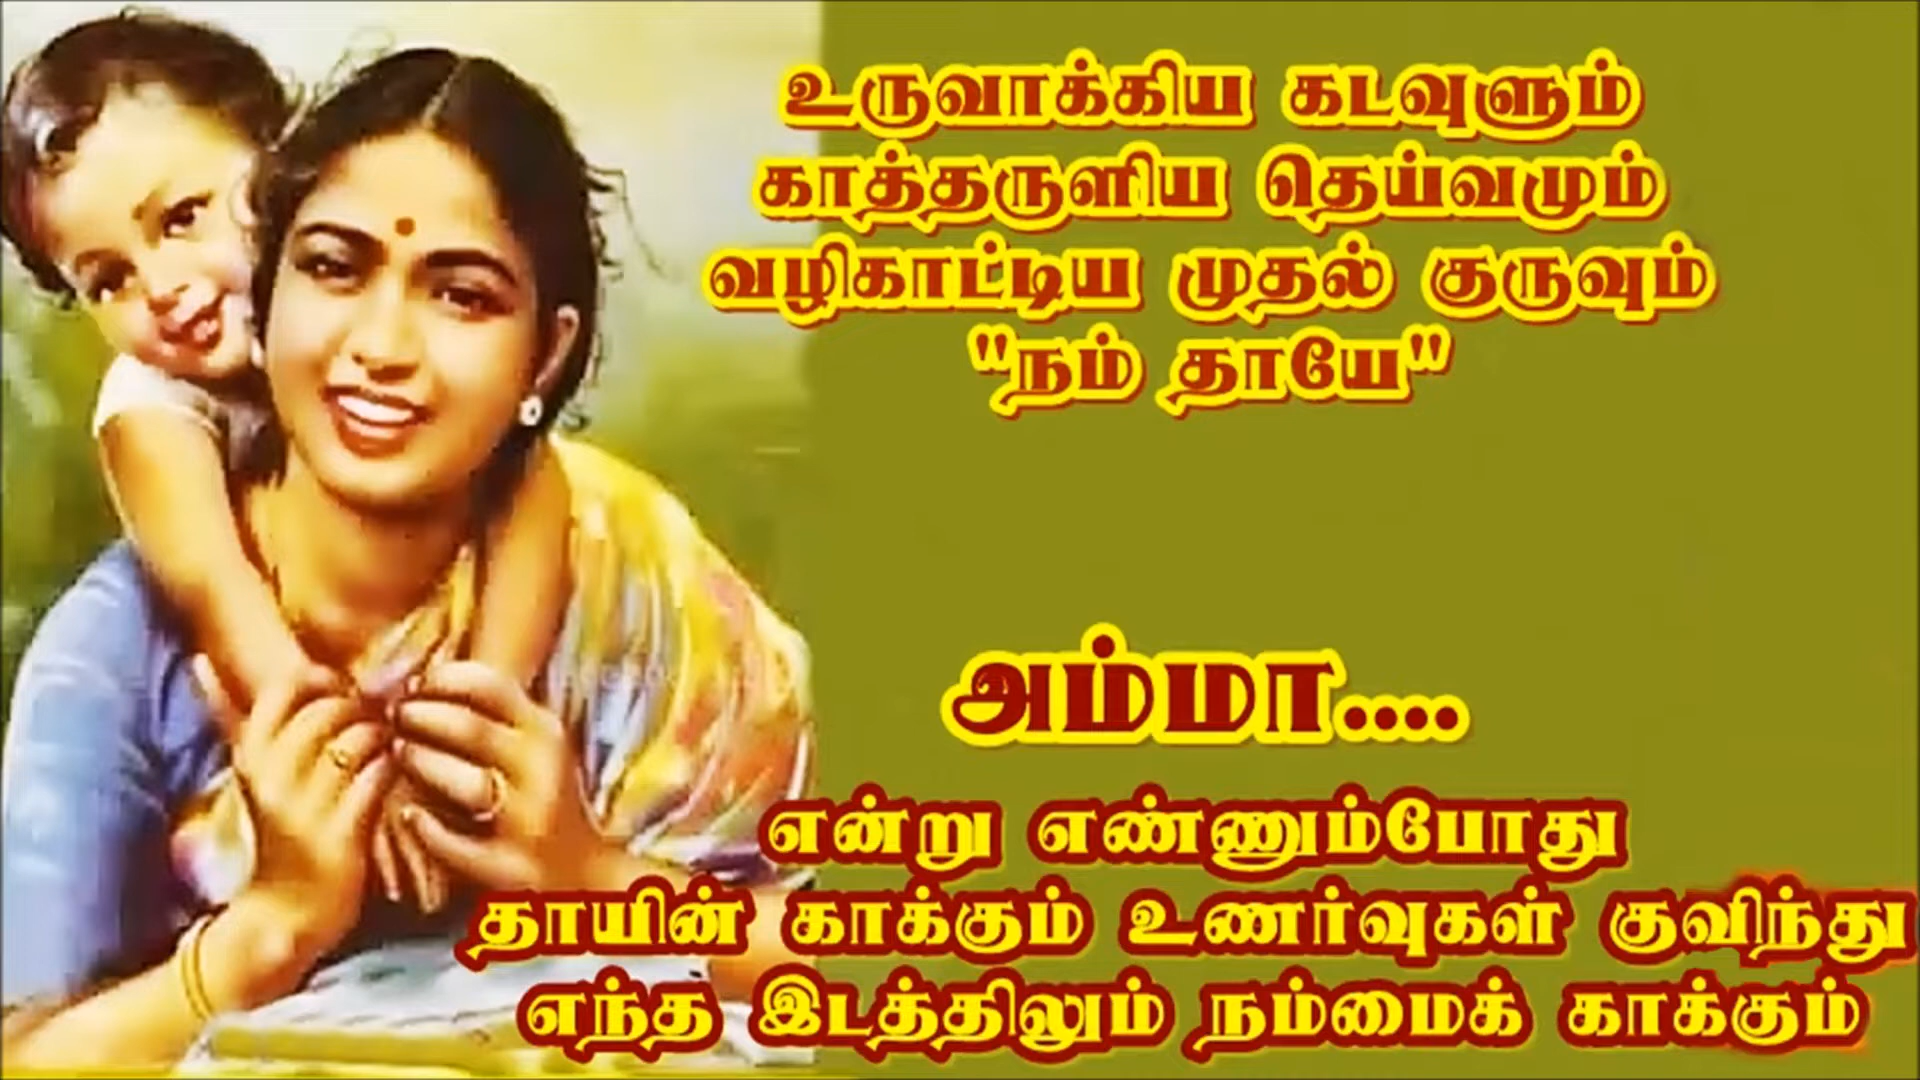 உருவாக்கிய கடவுளும்
காத்தருளிய தெய்வமும்
வழிகாட்டிய முதல் குருவும்
"நம் தாயே"
அம்மா....
என்று எண்ணும்போது
தாயின் காக்கும் உணர்வுகள் குவிந்து
எந்த இடத்திலும் நம்மைக் காக்கும்